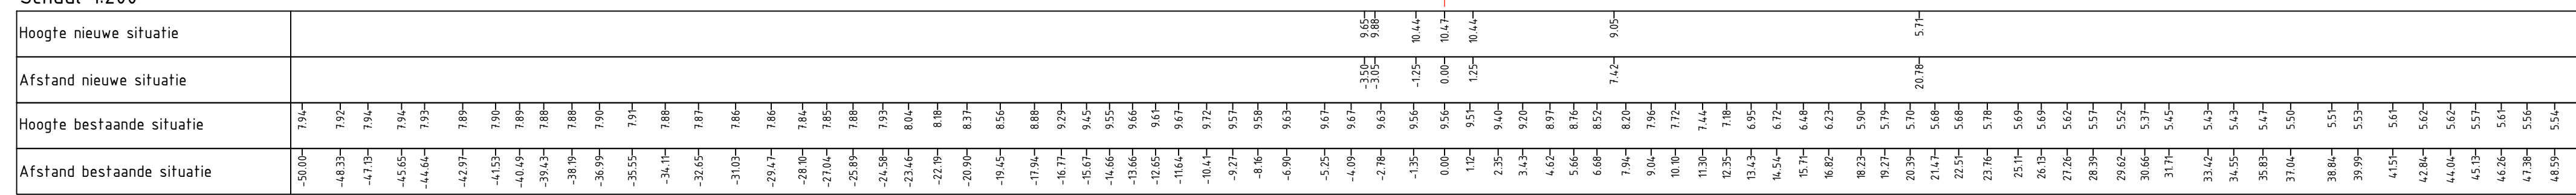 Schaal 1:200
Hoogte nieuwe situatie 9.65 9.88 10.44 10.47 10.44 9.05 5.71
Afstand nieuwe situatie -3.50 -3.05 -1.25 0.00 1.25 7.42 20.78
Hoogte bestaande situatie 7.94 7.92 7.94 7.94 7.93 7.89 7.90 7.89 7.88 7.88 7.90 7.91 7.88 7.87 7.86 7.86 7.84 7.85 7.88 7.93 8.04 8.18 8.37 8.56 8.88 9.29 9.45 9.55 9.66 9.61 9.67 9.72 9.57 9.58 9.63 9.67 9.67 9.63 9.56 9.56 9.51 9.40 9.20 8.97 8.76 8.52 8.20 7.96 7.72 7.44 7.18 6.95 6.72 6.48 6.23 5.90 5.79 5.70 5.68 5.68 5.78 5.69 5.69 5.62 5.57 5.52 5.37 5.45 5.43 5.43 5.47 5.50 5.51 5.53 5.61 5.62 5.62 5.57 5.61 5.56 5.54
Afstand bestaande situatie -50.00 -48.33 -47.13 -45.65 -44.64 -42.97 -41.53 -40.49 -39.43 -38.19 -36.99 -35.55 -34.11 -32.65 -31.03 -29.47 -28.10 -27.04 -25.89 -24.58 -23.46 -22.19 -20.90 -19.45 -17.94 -16.77 -15.67 -14.66 -13.66 -12.65 -11.64 -10.41 -9.27 -8.16 -6.90 -5.25 -4.09 -2.78 -1.35 0.00 1.12 2.35 3.43 4.62 5.66 6.68 7.94 9.04 10.10 11.30 12.35 13.43 14.54 15.71 16.82 18.23 19.27 20.39 21.47 22.51 23.76 25.11 26.13 27.26 28.39 29.62 30.66 31.71 33.42 34.55 35.83 37.04 38.84 39.99 41.51 42.84 44.04 45.13 46.26 47.38 48.59